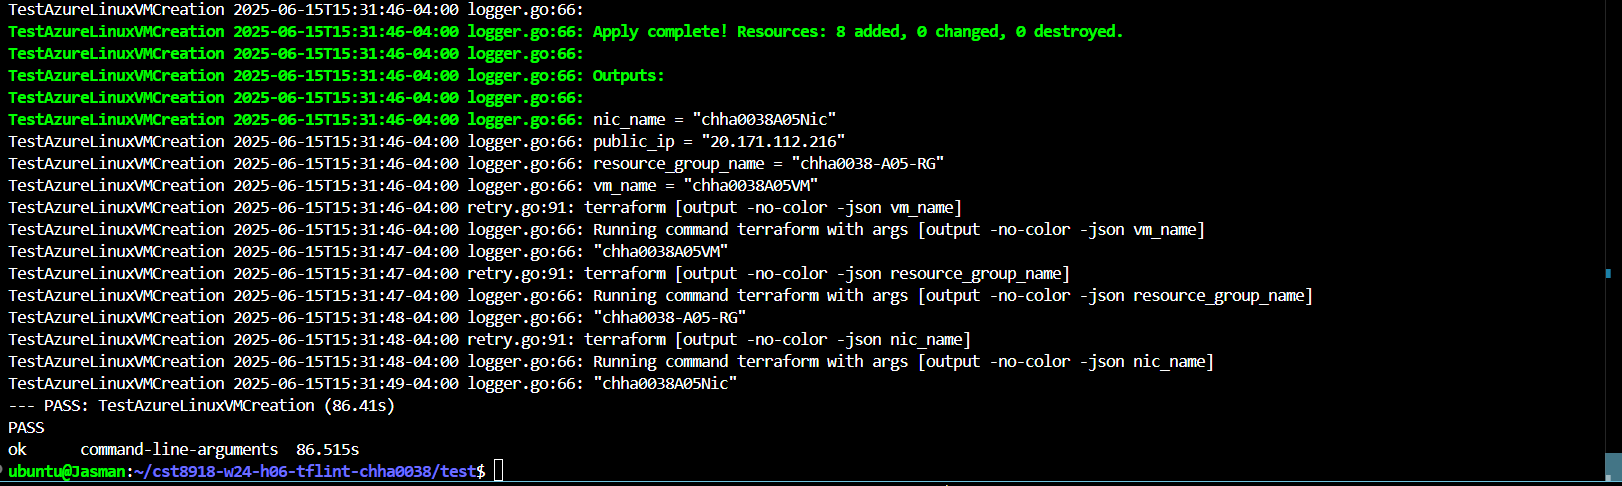 TestAzureLinuxVMCreation 2025-06-15T15:31:46-04:00 logger.go:66:
TestAzureLinuxVMCreation 2025-06-15T15:31:46-04:00 logger.go:66: Apply complete! Resources: 8 added, 0 changed, 0 destroyed.
TestAzureLinuxVMCreation 2025-06-15T15:31:46-04:00 logger.go:66:
TestAzureLinuxVMCreation 2025-06-15T15:31:46-04:00 logger.go:66: Outputs:
TestAzureLinuxVMCreation 2025-06-15T15:31:46-04:00 logger.go:66:
TestAzureLinuxVMCreation 2025-06-15T15:31:46-04:00 logger.go:66: nic_name = "chha0038A05Nic"
TestAzureLinuxVMCreation 2025-06-15T15:31:46-04:00 logger.go:66: public_ip = "20.171.112.216"
TestAzureLinuxVMCreation 2025-06-15T15:31:46-04:00 logger.go:66: resource_group_name = "chha0038-A05-RG"
TestAzureLinuxVMCreation 2025-06-15T15:31:46-04:00 logger.go:66: vm_name = "chha0038A05VM"
TestAzureLinuxVMCreation 2025-06-15T15:31:46-04:00 retry.go:91: terraform [output -no-color -json vm_name]
TestAzureLinuxVMCreation 2025-06-15T15:31:46-04:00 logger.go:66: Running command terraform with args [output -no-color -json vm_name]
TestAzureLinuxVMCreation 2025-06-15T15:31:47-04:00 logger.go:66: "chha0038A05VM"
TestAzureLinuxVMCreation 2025-06-15T15:31:47-04:00 retry.go:91: terraform [output -no-color -json resource_group_name]
TestAzureLinuxVMCreation 2025-06-15T15:31:47-04:00 logger.go:66: Running command terraform with args [output -no-color -json resource_group_name]
TestAzureLinuxVMCreation 2025-06-15T15:31:48-04:00 logger.go:66: "chha0038-A05-RG"
TestAzureLinuxVMCreation 2025-06-15T15:31:48-04:00 retry.go:91: terraform [output -no-color -json nic_name]
TestAzureLinuxVMCreation 2025-06-15T15:31:48-04:00 logger.go:66: Running command terraform with args [output -no-color -json nic_name]
TestAzureLinuxVMCreation 2025-06-15T15:31:49-04:00 logger.go:66: "chha0038A05Nic"
--- PASS: TestAzureLinuxVMCreation (86.41s)
PASS
ok      command-line-arguments  86.515s
ubuntu@Jasman:~/cst8918-w24-h06-tflint-chha0038/test$